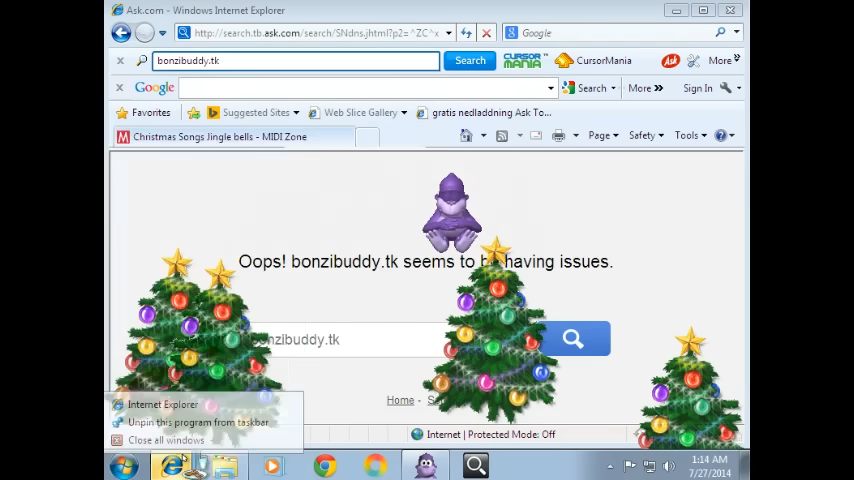 Ask.com - Windows Internet Explorer
http://search.tb.ask.com/search/SNdns.jhtml?p2=^ZC^x
Google
bonzibuddy.tk
Search
CURSOR MANIA
CursorMania
Ask
More
Google
Search
More
Sign In
Favorites
Suggested Sites
Web Slice Gallery
gratis nedladdning Ask To...
M
Christmas Songs Jingle bells - MIDI Zone
Page
Safety
Tools
Oops! bonzibuddy.tk seems to be having issues.
bonzibuddy.tk
Home
Internet Explorer
Unpin this program from taskbar
Close all windows
Internet | Protected Mode: Off
1:14 AM
7/27/2014